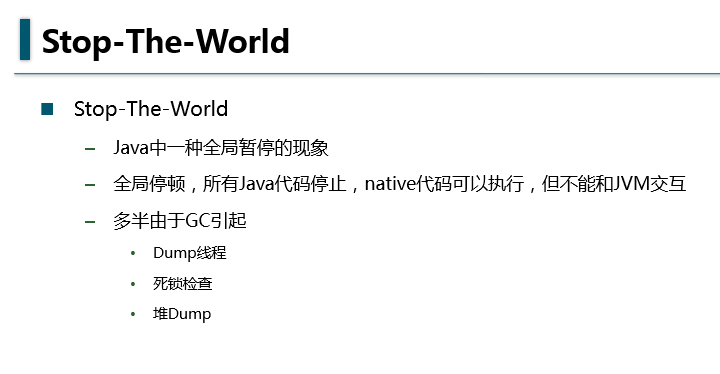 Stop-The-World
Stop-The-World
Java中一种全局暂停的现象
全局停顿，所有Java代码停止，native代码可以执行，但不能和JVM交互
多半由于GC引起
Dump线程
死锁检查
堆Dump